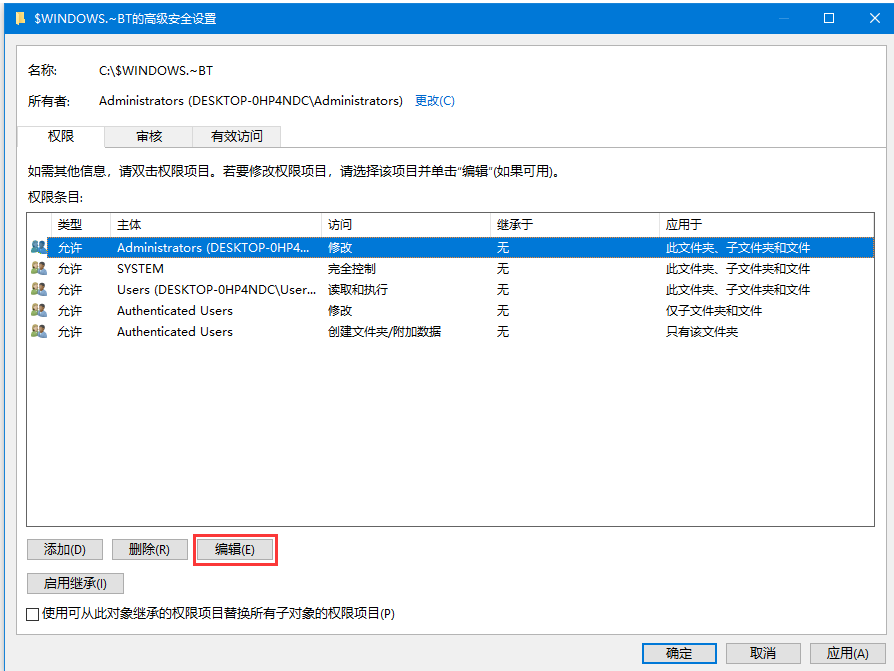 $WINDOWS.~BT的高级安全设置
名称: C:\$WINDOWS.~BT
所有者: Administrators (DESKTOP-0HP4NDC\Administrators) 更改(C)
权限 审核 有效访问
如需其他信息，请双击权限项目。若要修改权限项目，请选择该项目并单击“编辑”(如果可用)。
权限条目:
类型 主体 访问 继承于 应用于
允许 Administrators (DESKTOP-0HP4... 修改 无 此文件夹、子文件夹和文件
允许 SYSTEM 完全控制 无 此文件夹、子文件夹和文件
允许 Users (DESKTOP-0HP4NDC\User... 读取和执行 无 此文件夹、子文件夹和文件
允许 Authenticated Users 修改 无 仅子文件夹和文件
允许 Authenticated Users 创建文件夹/附加数据 无 只有该文件夹
添加(D) 删除(R) 编辑(E)
启用继承(I)
使用可从此对象继承的权限项目替换所有子对象的权限项目(P)
确定 取消 应用(A)